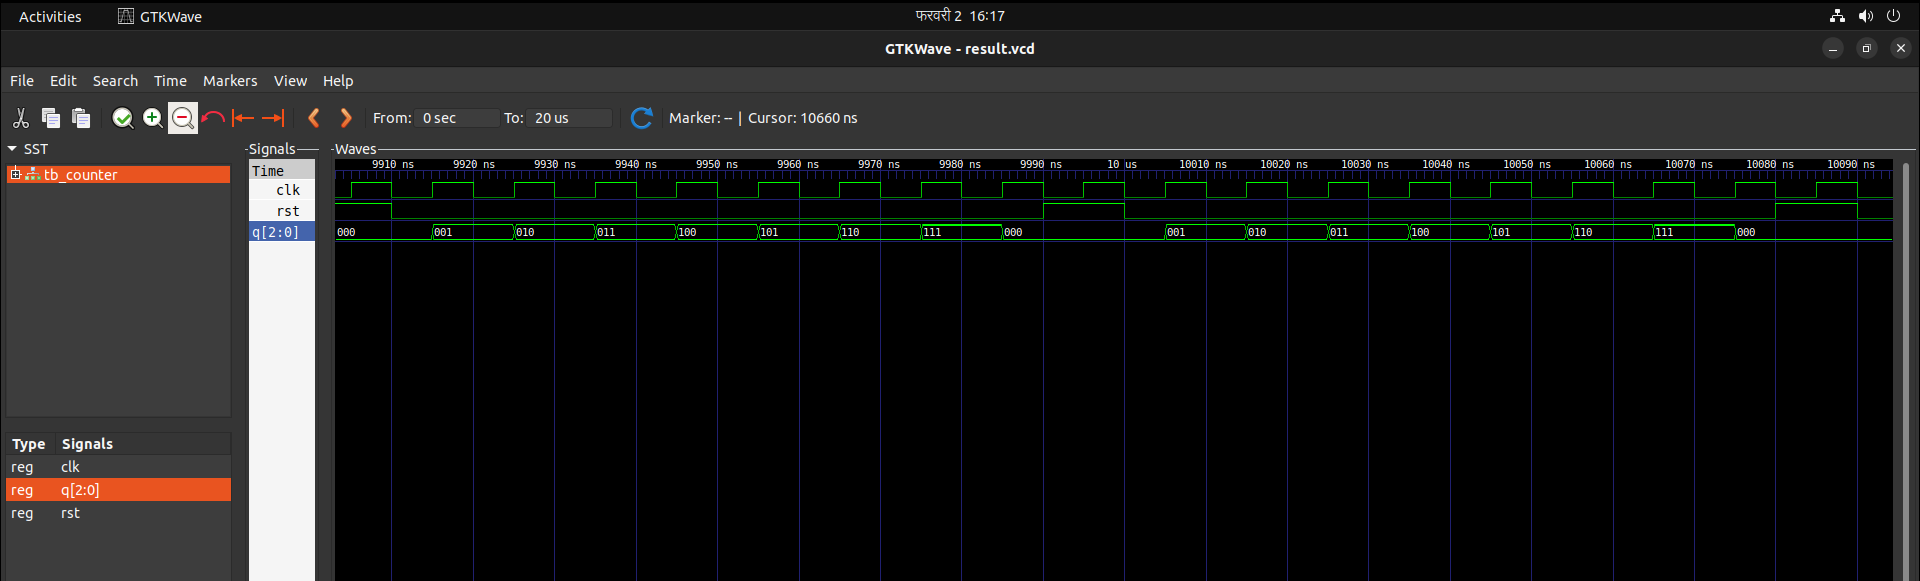 Activities GTKWave फरवरी 2 16:17
GTKWave - result.vcd
File Edit Search Time Markers View Help
From: 0 sec To: 20 us Marker: -- | Cursor: 10660 ns
SST
tb_counter
Type Signals
reg clk
reg q[2:0]
reg rst
Signals
Time
clk
rst
q[2:0]
Waves
9910 ns 9920 ns 9930 ns 9940 ns 9950 ns 9960 ns 9970 ns 9980 ns 9990 ns 10 us 10010 ns 10020 ns 10030 ns 10040 ns 10050 ns 10060 ns 10070 ns 10080 ns 10090 ns
000 001 010 011 100 101 110 111 000 001 010 011 100 101 110 111 000